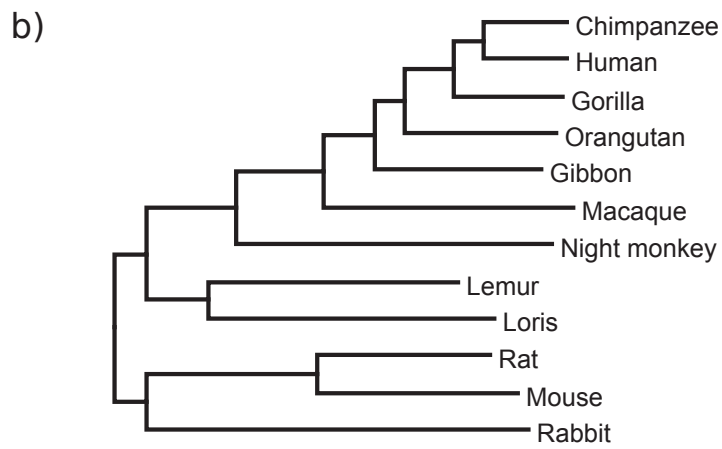 b)
Chimpanzee
Human
Gorilla
Orangutan
Gibbon
Macaque
Night monkey
Lemur
Loris
Rat
Mouse
Rabbit